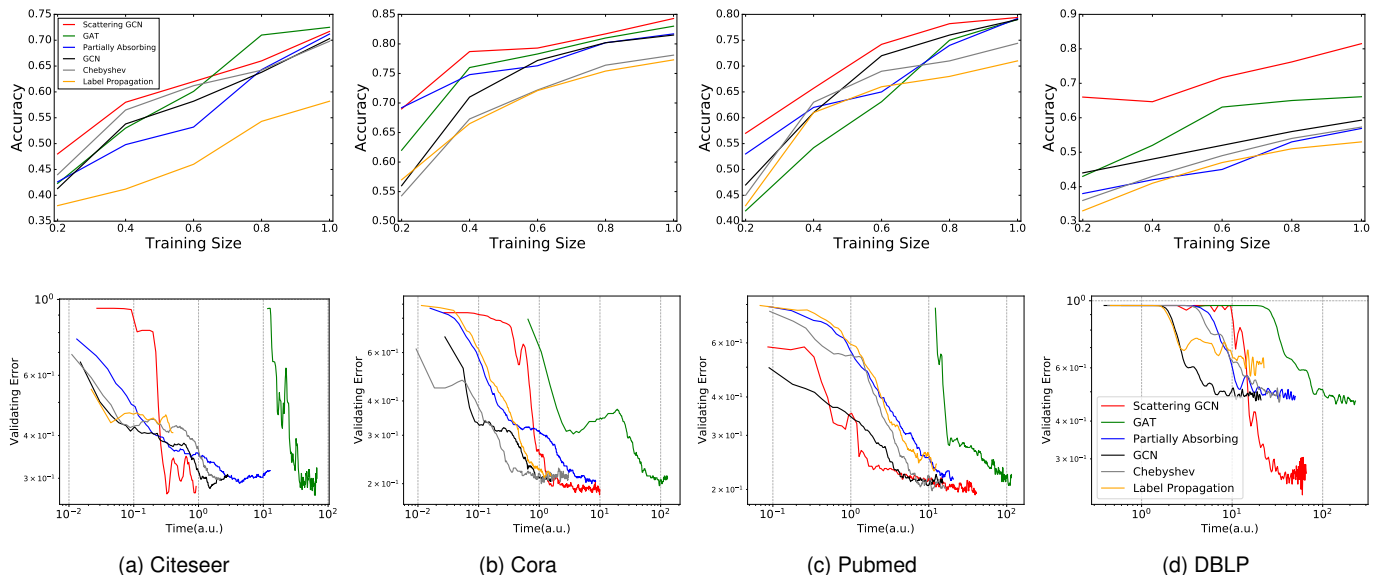 0.75
0.70
0.65
0.60
0.55
0.50
0.45
0.40
0.35
Accuracy
Scattering GCN
GAT
Partially Absorbing
GCN
Chebyshev
Label Propagation
0.2 0.4 0.6 0.8 1.0
Training Size
0.85
0.80
0.75
0.70
0.65
0.60
0.55
0.50
Accuracy
0.2 0.4 0.6 0.8 1.0
Training Size
0.80
0.75
0.70
0.65
0.60
0.55
0.50
0.45
0.40
Accuracy
0.2 0.4 0.6 0.8 1.0
Training Size
0.9
0.8
0.7
0.6
0.5
0.4
0.3
Accuracy
0.2 0.4 0.6 0.8 1.0
Training Size
10⁰
6 × 10⁻¹
4 × 10⁻¹
3 × 10⁻¹
Validating Error
10⁻² 10⁻¹ 10⁰ 10¹ 10²
Time(a.u.)
6 × 10⁻¹
4 × 10⁻¹
3 × 10⁻¹
2 × 10⁻¹
Validating Error
10⁻² 10⁻¹ 10⁰ 10¹ 10²
Time(a.u.)
6 × 10⁻¹
4 × 10⁻¹
3 × 10⁻¹
2 × 10⁻¹
Validating Error
10⁻¹ 10⁰ 10¹ 10²
Time(a.u.)
10⁰
6 × 10⁻¹
4 × 10⁻¹
3 × 10⁻¹
Validating Error
Scattering GCN
GAT
Partially Absorbing
GCN
Chebyshev
Label Propagation
10⁰ 10¹ 10²
Time(a.u.)
(a) Citeseer
(b) Cora
(c) Pubmed
(d) DBLP